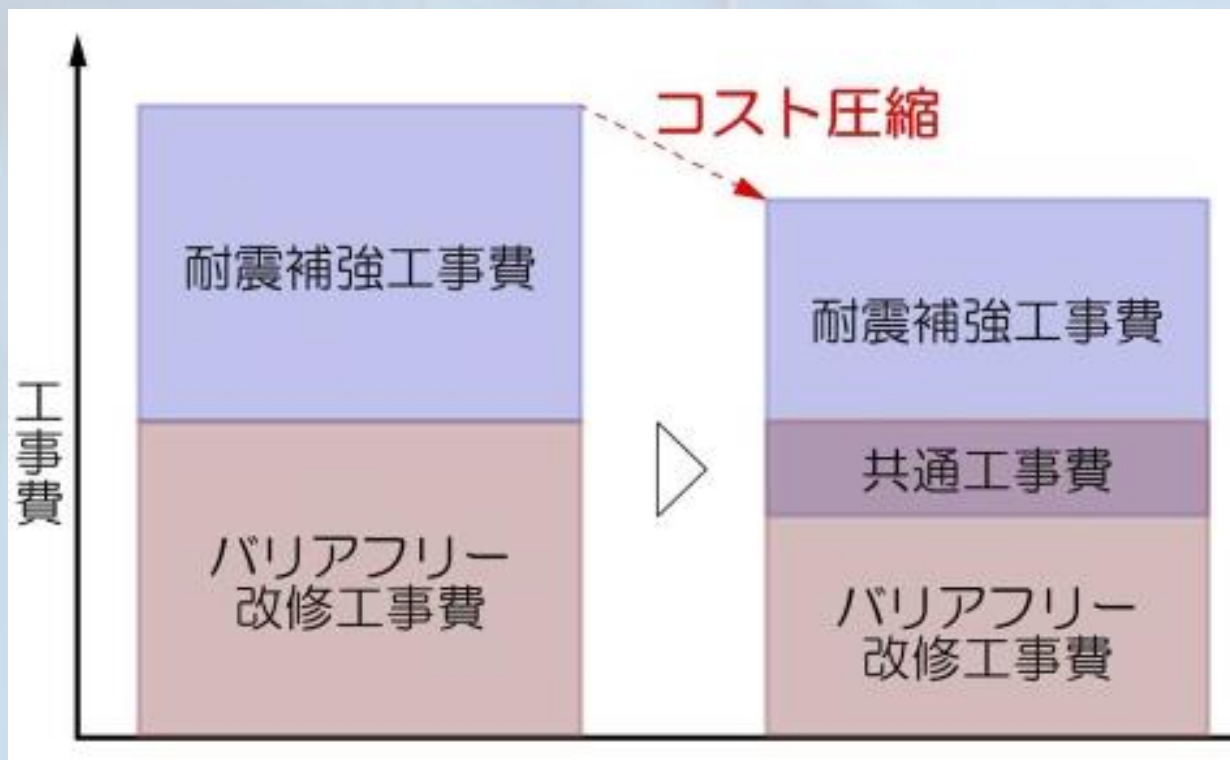 コスト圧縮
耐震補強工事費
耐震補強工事費
工事費
共通工事費
バリアフリー
改修工事費
バリアフリー
改修工事費